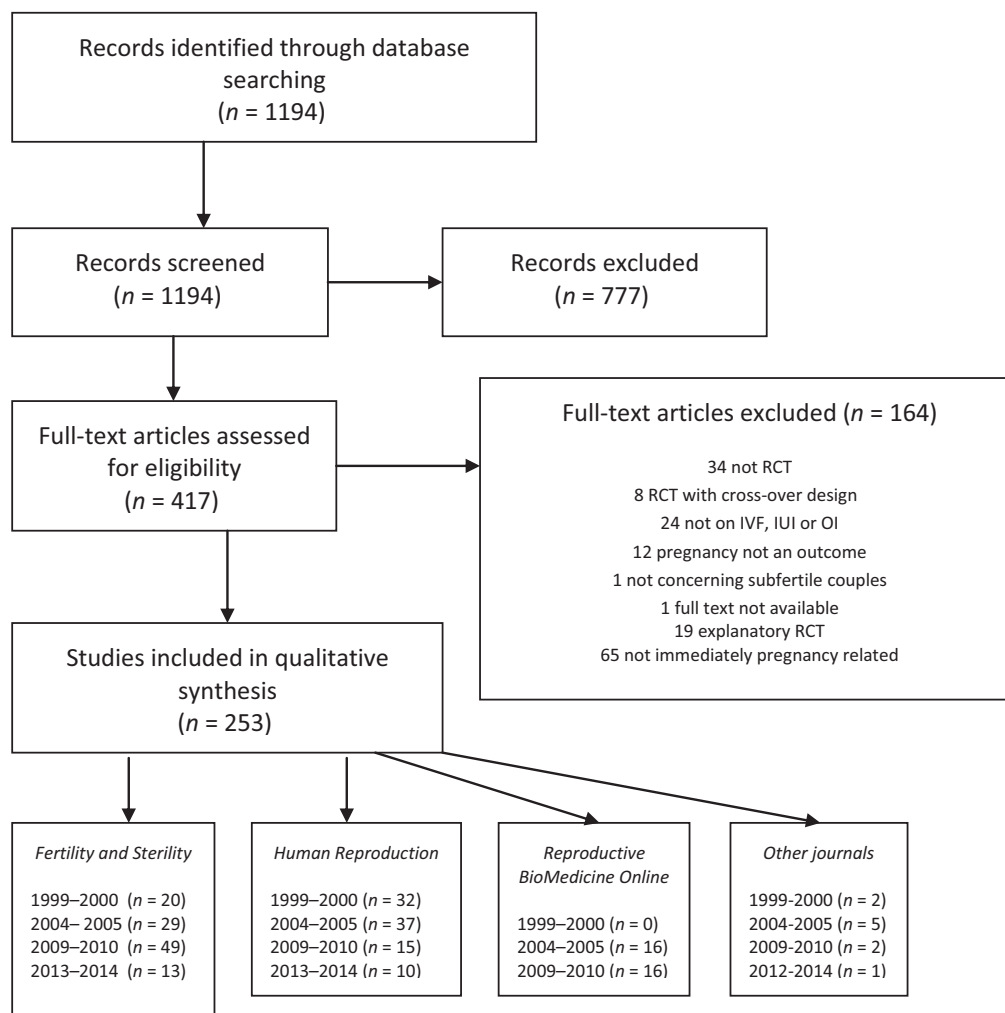 Records identified through database
searching
(n = 1194)
Records screened
(n = 1194)
Records excluded
(n = 777)
Full-text articles assessed
for eligibility
(n = 417)
Full-text articles excluded (n = 164)
34 not RCT
8 RCT with cross-over design
24 not on IVF, IUI or OI
12 pregnancy not an outcome
1 not concerning subfertile couples
1 full text not available
19 explanatory RCT
65 not immediately pregnancy related
Studies included in qualitative
synthesis
(n = 253)
Fertility and Sterility
1999–2000 (n = 20)
2004– 2005 (n = 29)
2009–2010 (n = 49)
2013–2014 (n = 13)
Human Reproduction
1999–2000 (n = 32)
2004–2005 (n = 37)
2009–2010 (n = 15)
2013–2014 (n = 10)
Reproductive
BioMedicine Online
1999–2000 (n = 0)
2004–2005 (n = 16)
2009–2010 (n = 16)
Other journals
1999-2000 (n = 2)
2004-2005 (n = 5)
2009-2010 (n = 2)
2012-2014 (n = 1)